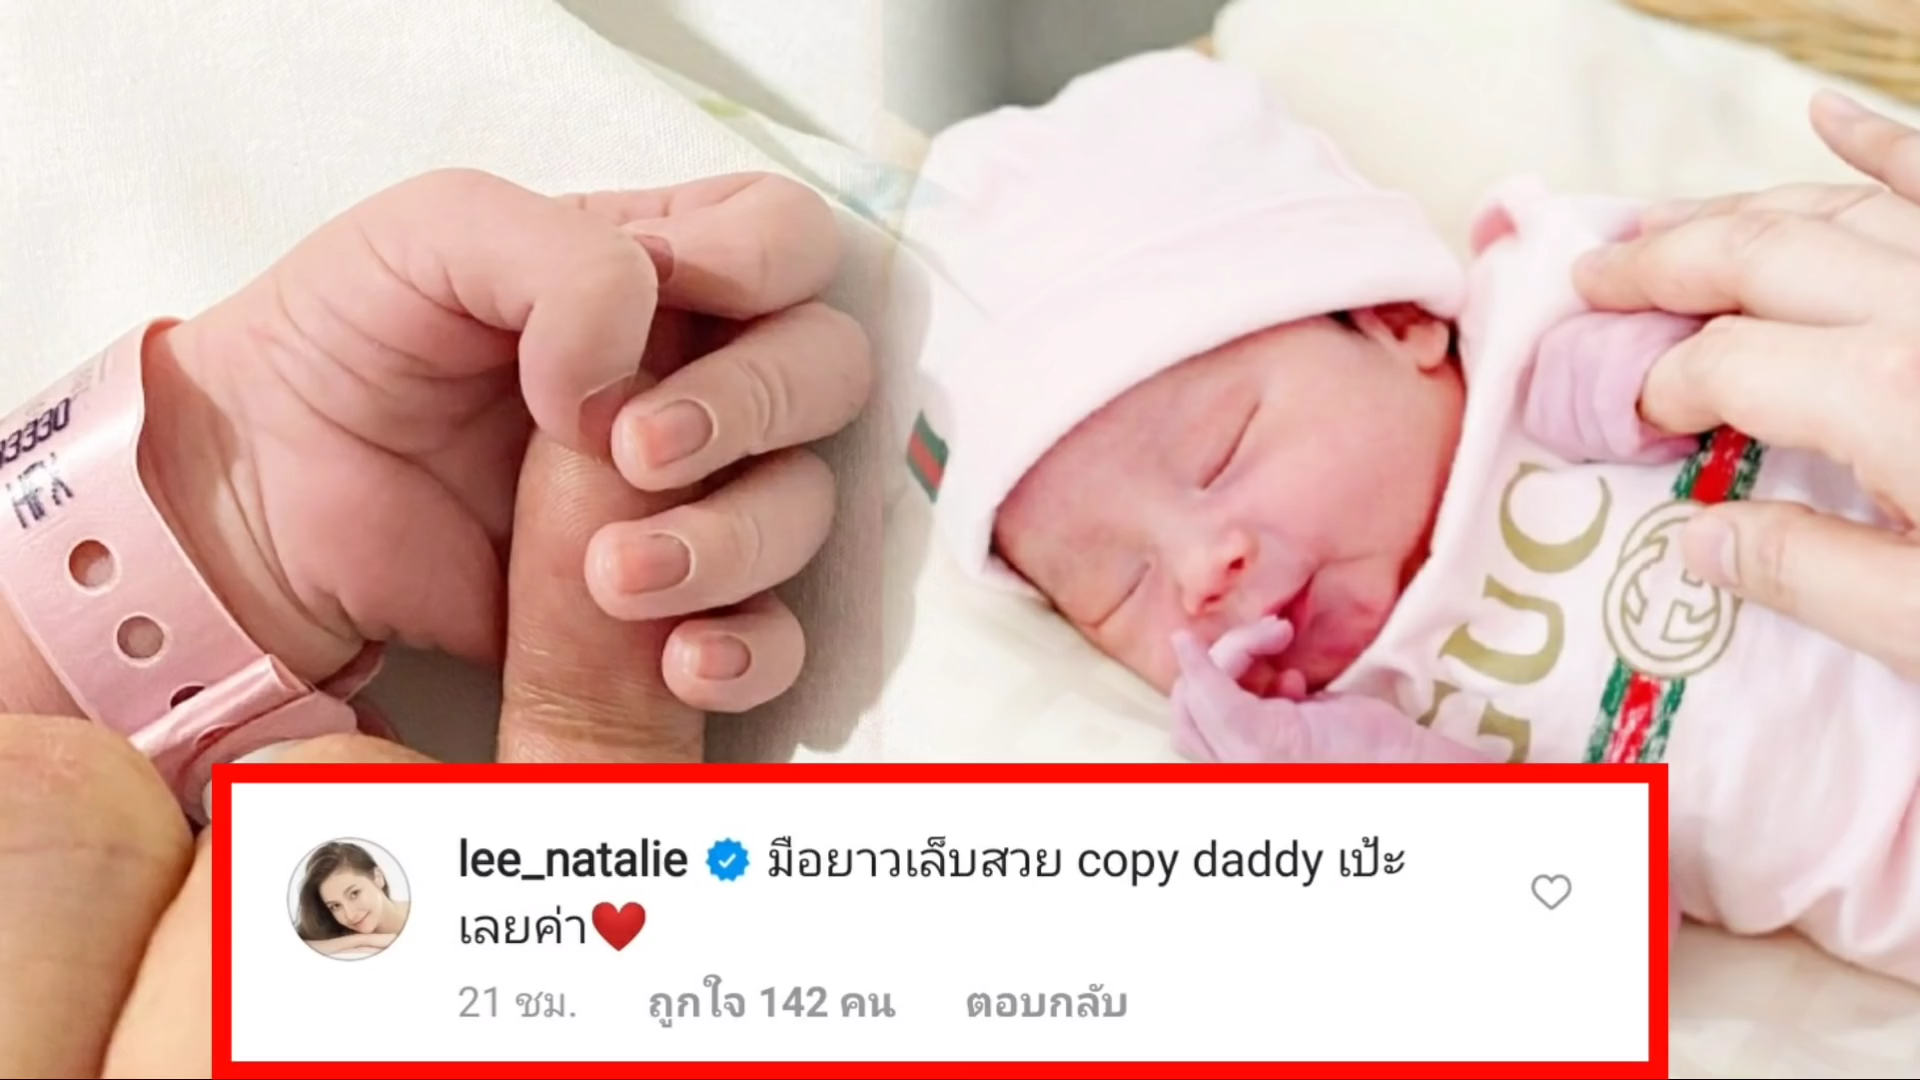 3330
HFX
GUC
lee_natalie มือยาวเล็บสวย copy daddy เป้ะ
เลยค่า❤️
21 ชม. ถูกใจ 142 คน ตอบกลับ